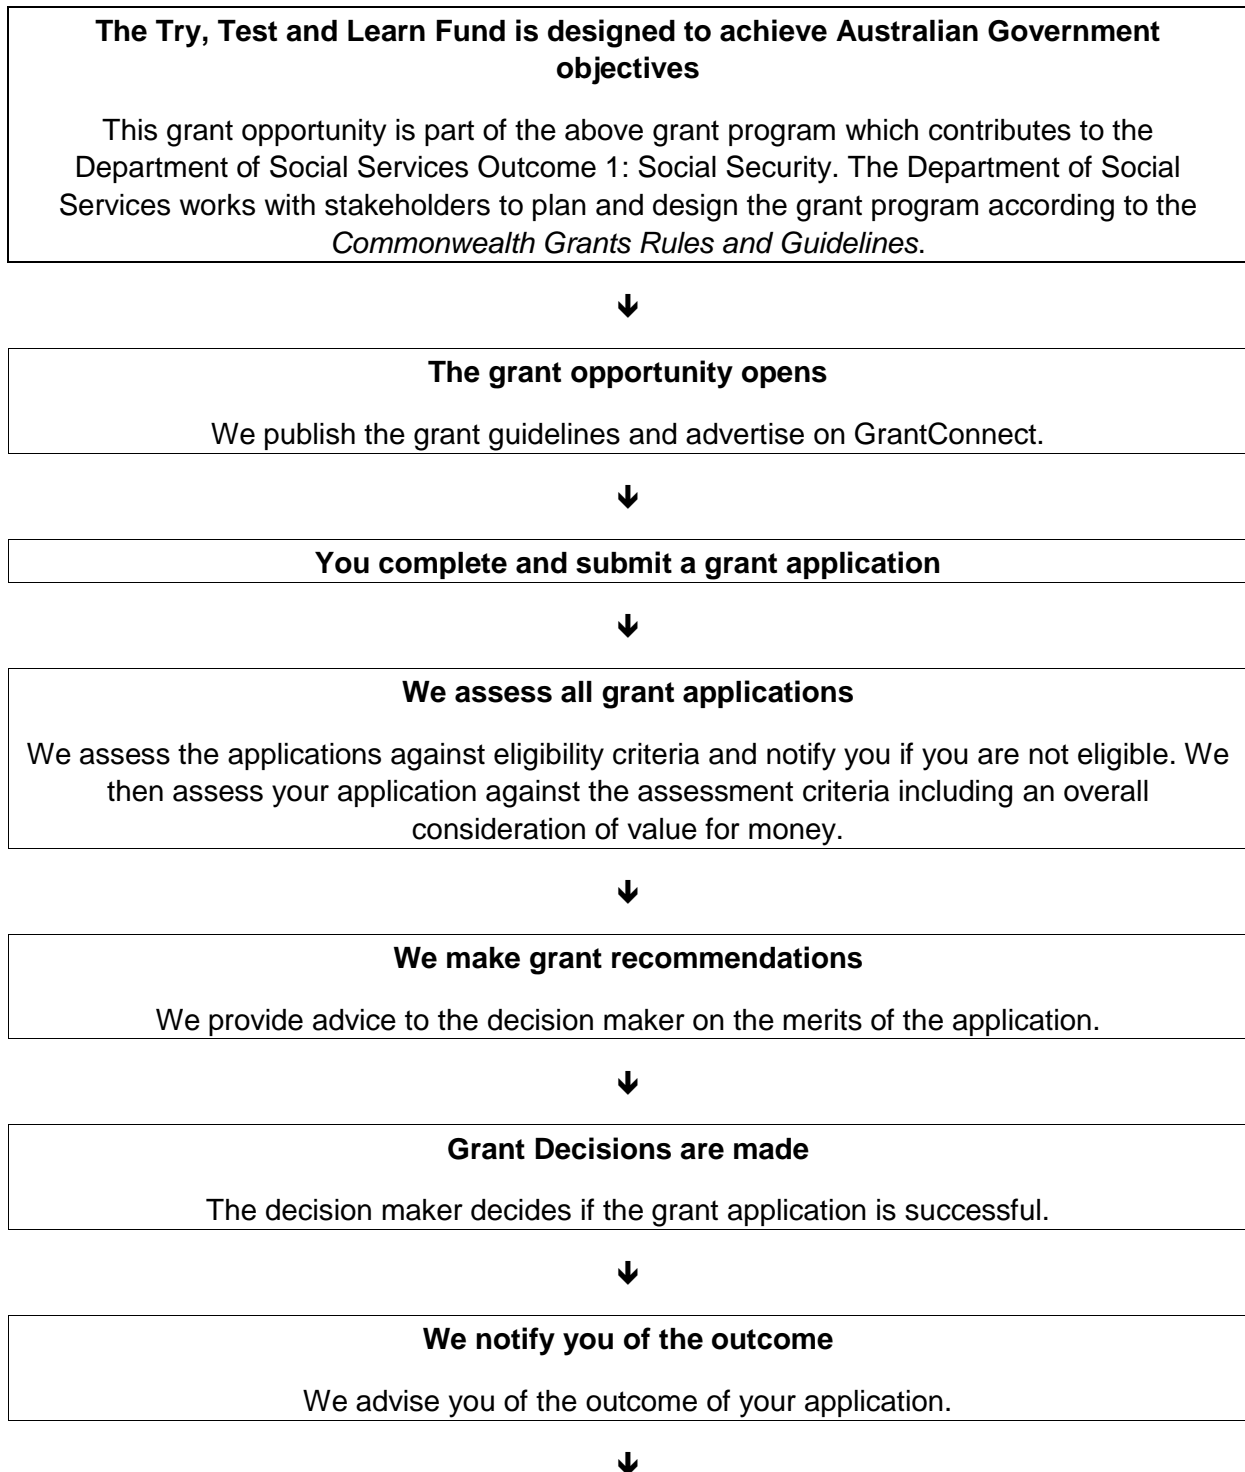 The Try, Test and Learn Fund is designed to achieve Australian Government
objectives
This grant opportunity is part of the above grant program which contributes to the
Department of Social Services Outcome 1: Social Security. The Department of Social
Services works with stakeholders to plan and design the grant program according to the
Commonwealth Grants Rules and Guidelines.
The grant opportunity opens
We publish the grant guidelines and advertise on GrantConnect.
You complete and submit a grant application
We assess all grant applications
We assess the applications against eligibility criteria and notify you if you are not eligible. We
then assess your application against the assessment criteria including an overall
consideration of value for money.
We make grant recommendations
We provide advice to the decision maker on the merits of the application.
Grant Decisions are made
The decision maker decides if the grant application is successful.
We notify you of the outcome
We advise you of the outcome of your application.